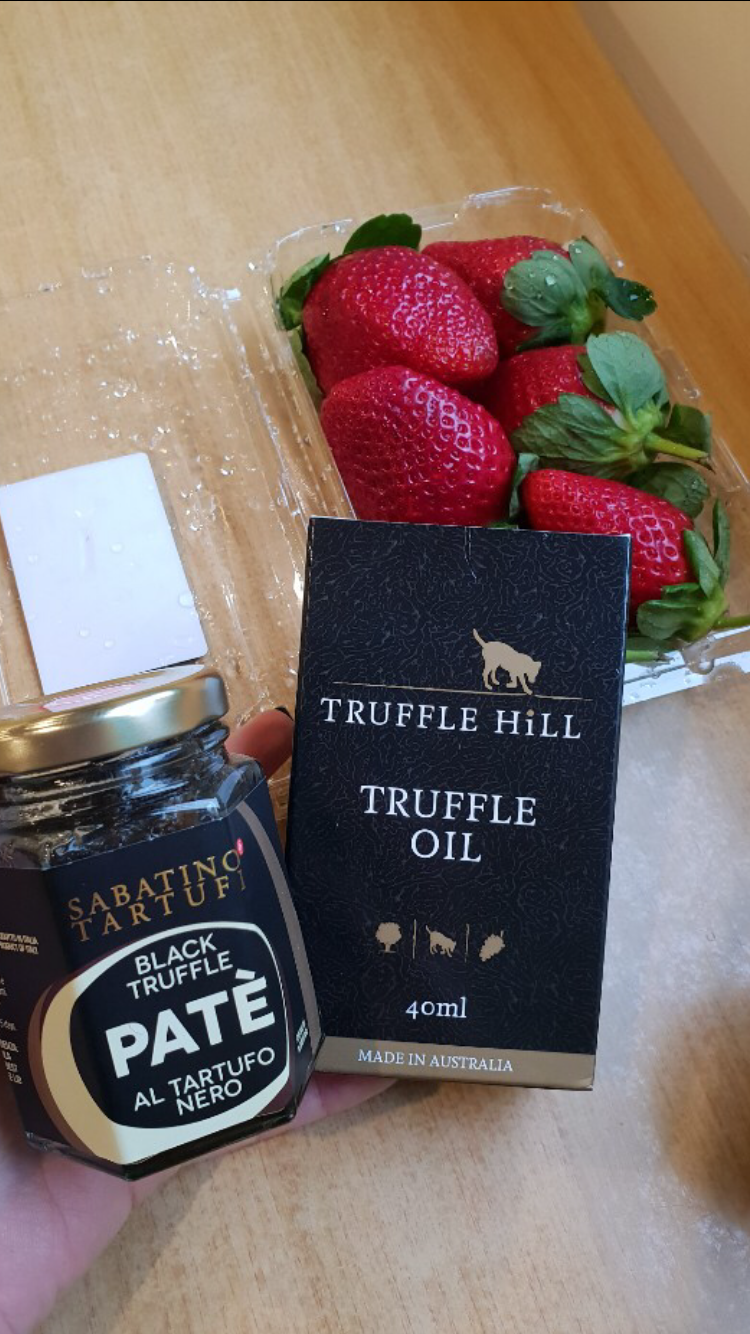 TRUFFLE HiLL
TRUFFLE
OIL
40ml
MADE IN AUSTRALIA
SABATINO
TARTUFI
BLACK
TRUFFLE
PATÈ
AL TARTUFO
NERO